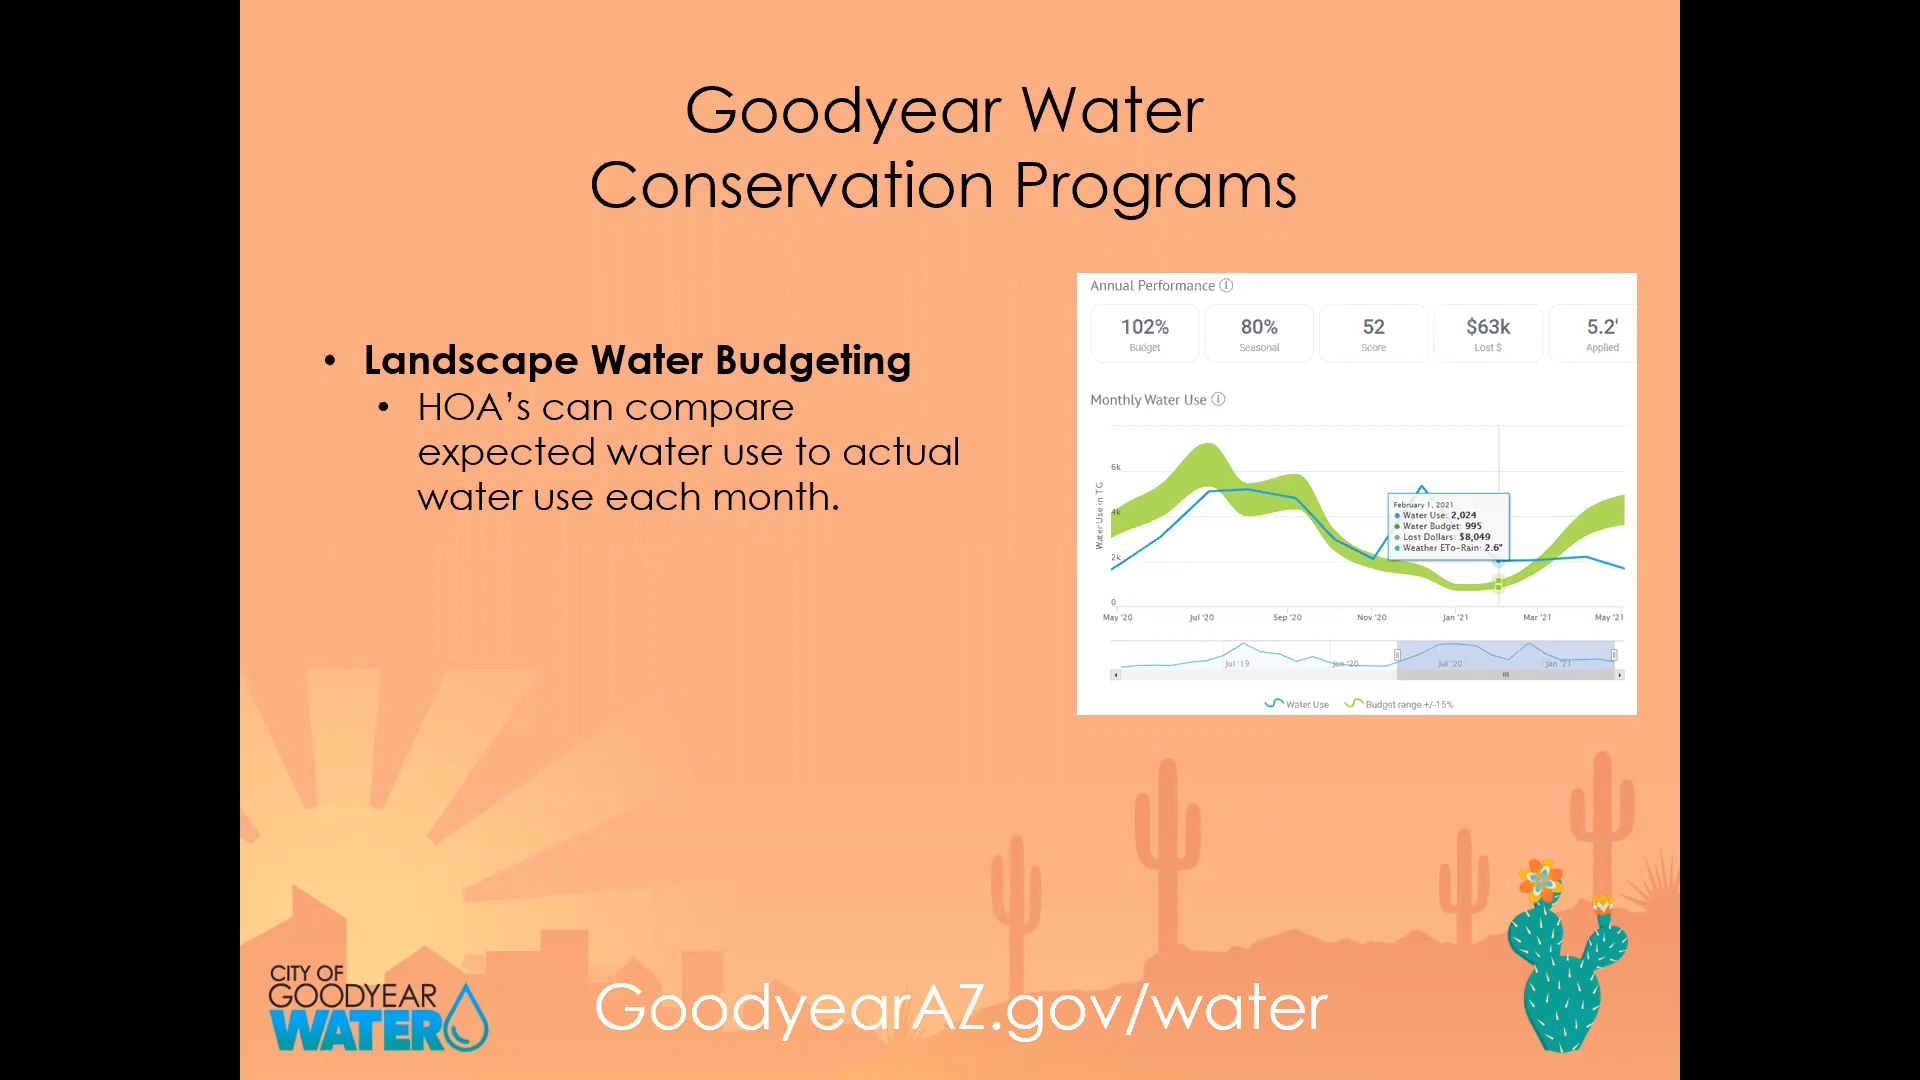 Goodyear Water
Conservation Programs
• Landscape Water Budgeting
• HOA’s can compare
expected water use to actual
water use each month.
Annual Performance ⓘ
102% 80% 52 $63k 5.2'
Budget Seasonal Score Lost $ Applied
Monthly Water Use ⓘ
Water Use in TG
6k
4k
2k
0
February 1, 2021
Water Use: 2,024
Water Budget: 995
Lost Dollars: $8,049
Weather ETo-Rain: 2.6"
May '20 Jul '20 Sep '20 Nov '20 Jan '21 Mar '21 May '21
Jul '19 Jan '20 Jul '20 Jan '21
Water Use Budget range +/-15%
CITY OF
GOODYEAR
WATER
GoodyearAZ.gov/water